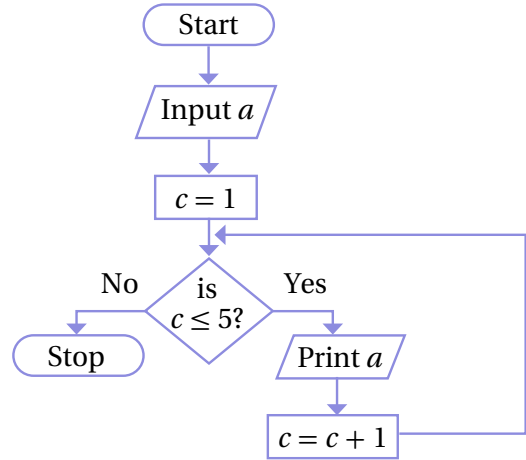 Start
Input a
c = 1
No
is
c ≤ 5?
Yes
Stop
Print a
c = c + 1